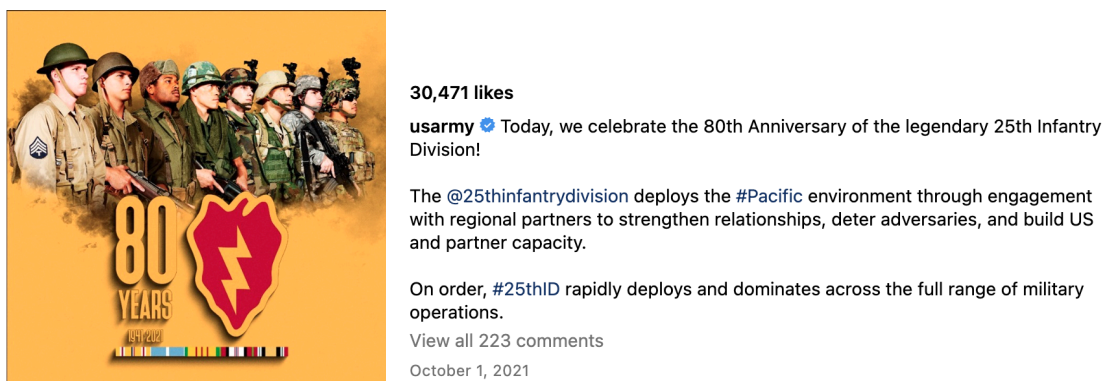 80
YEARS
1941-2021
30,471 likes
usarmy Today, we celebrate the 80th Anniversary of the legendary 25th Infantry
Division!
The @25thinfantrydivision deploys the #Pacific environment through engagement
with regional partners to strengthen relationships, deter adversaries, and build US
and partner capacity.
On order, #25thID rapidly deploys and dominates across the full range of military
operations.
View all 223 comments
October 1, 2021